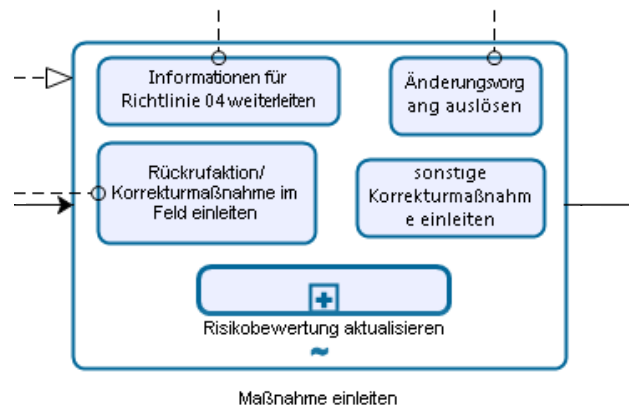 Informationen für
Richtlinie 04 weiterleiten
Änderungsvorg
ang auslösen
Rückrufaktion/
Korrekturmaßnahme im
Feld einleiten
sonstige
Korrekturmaßnahm
e einleiten
Risikobewertung aktualisieren
Maßnahme einleiten